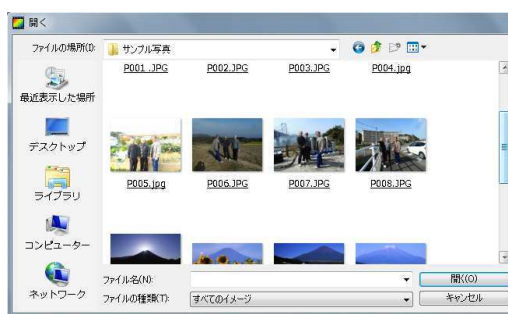 開く
ファイルの場所(I):
サンプル写真
P001 .JPG
P002.JPG
P003.JPG
P004.jpg
最近表示した場所
デスクトップ
P005.jpg
P006.JPG
P007.JPG
P008.JPG
ライブラリ
コンピューター
ネットワーク
ファイル名(N):
開く(O)
ファイルの種類(T):
すべてのイメージ
キャンセル